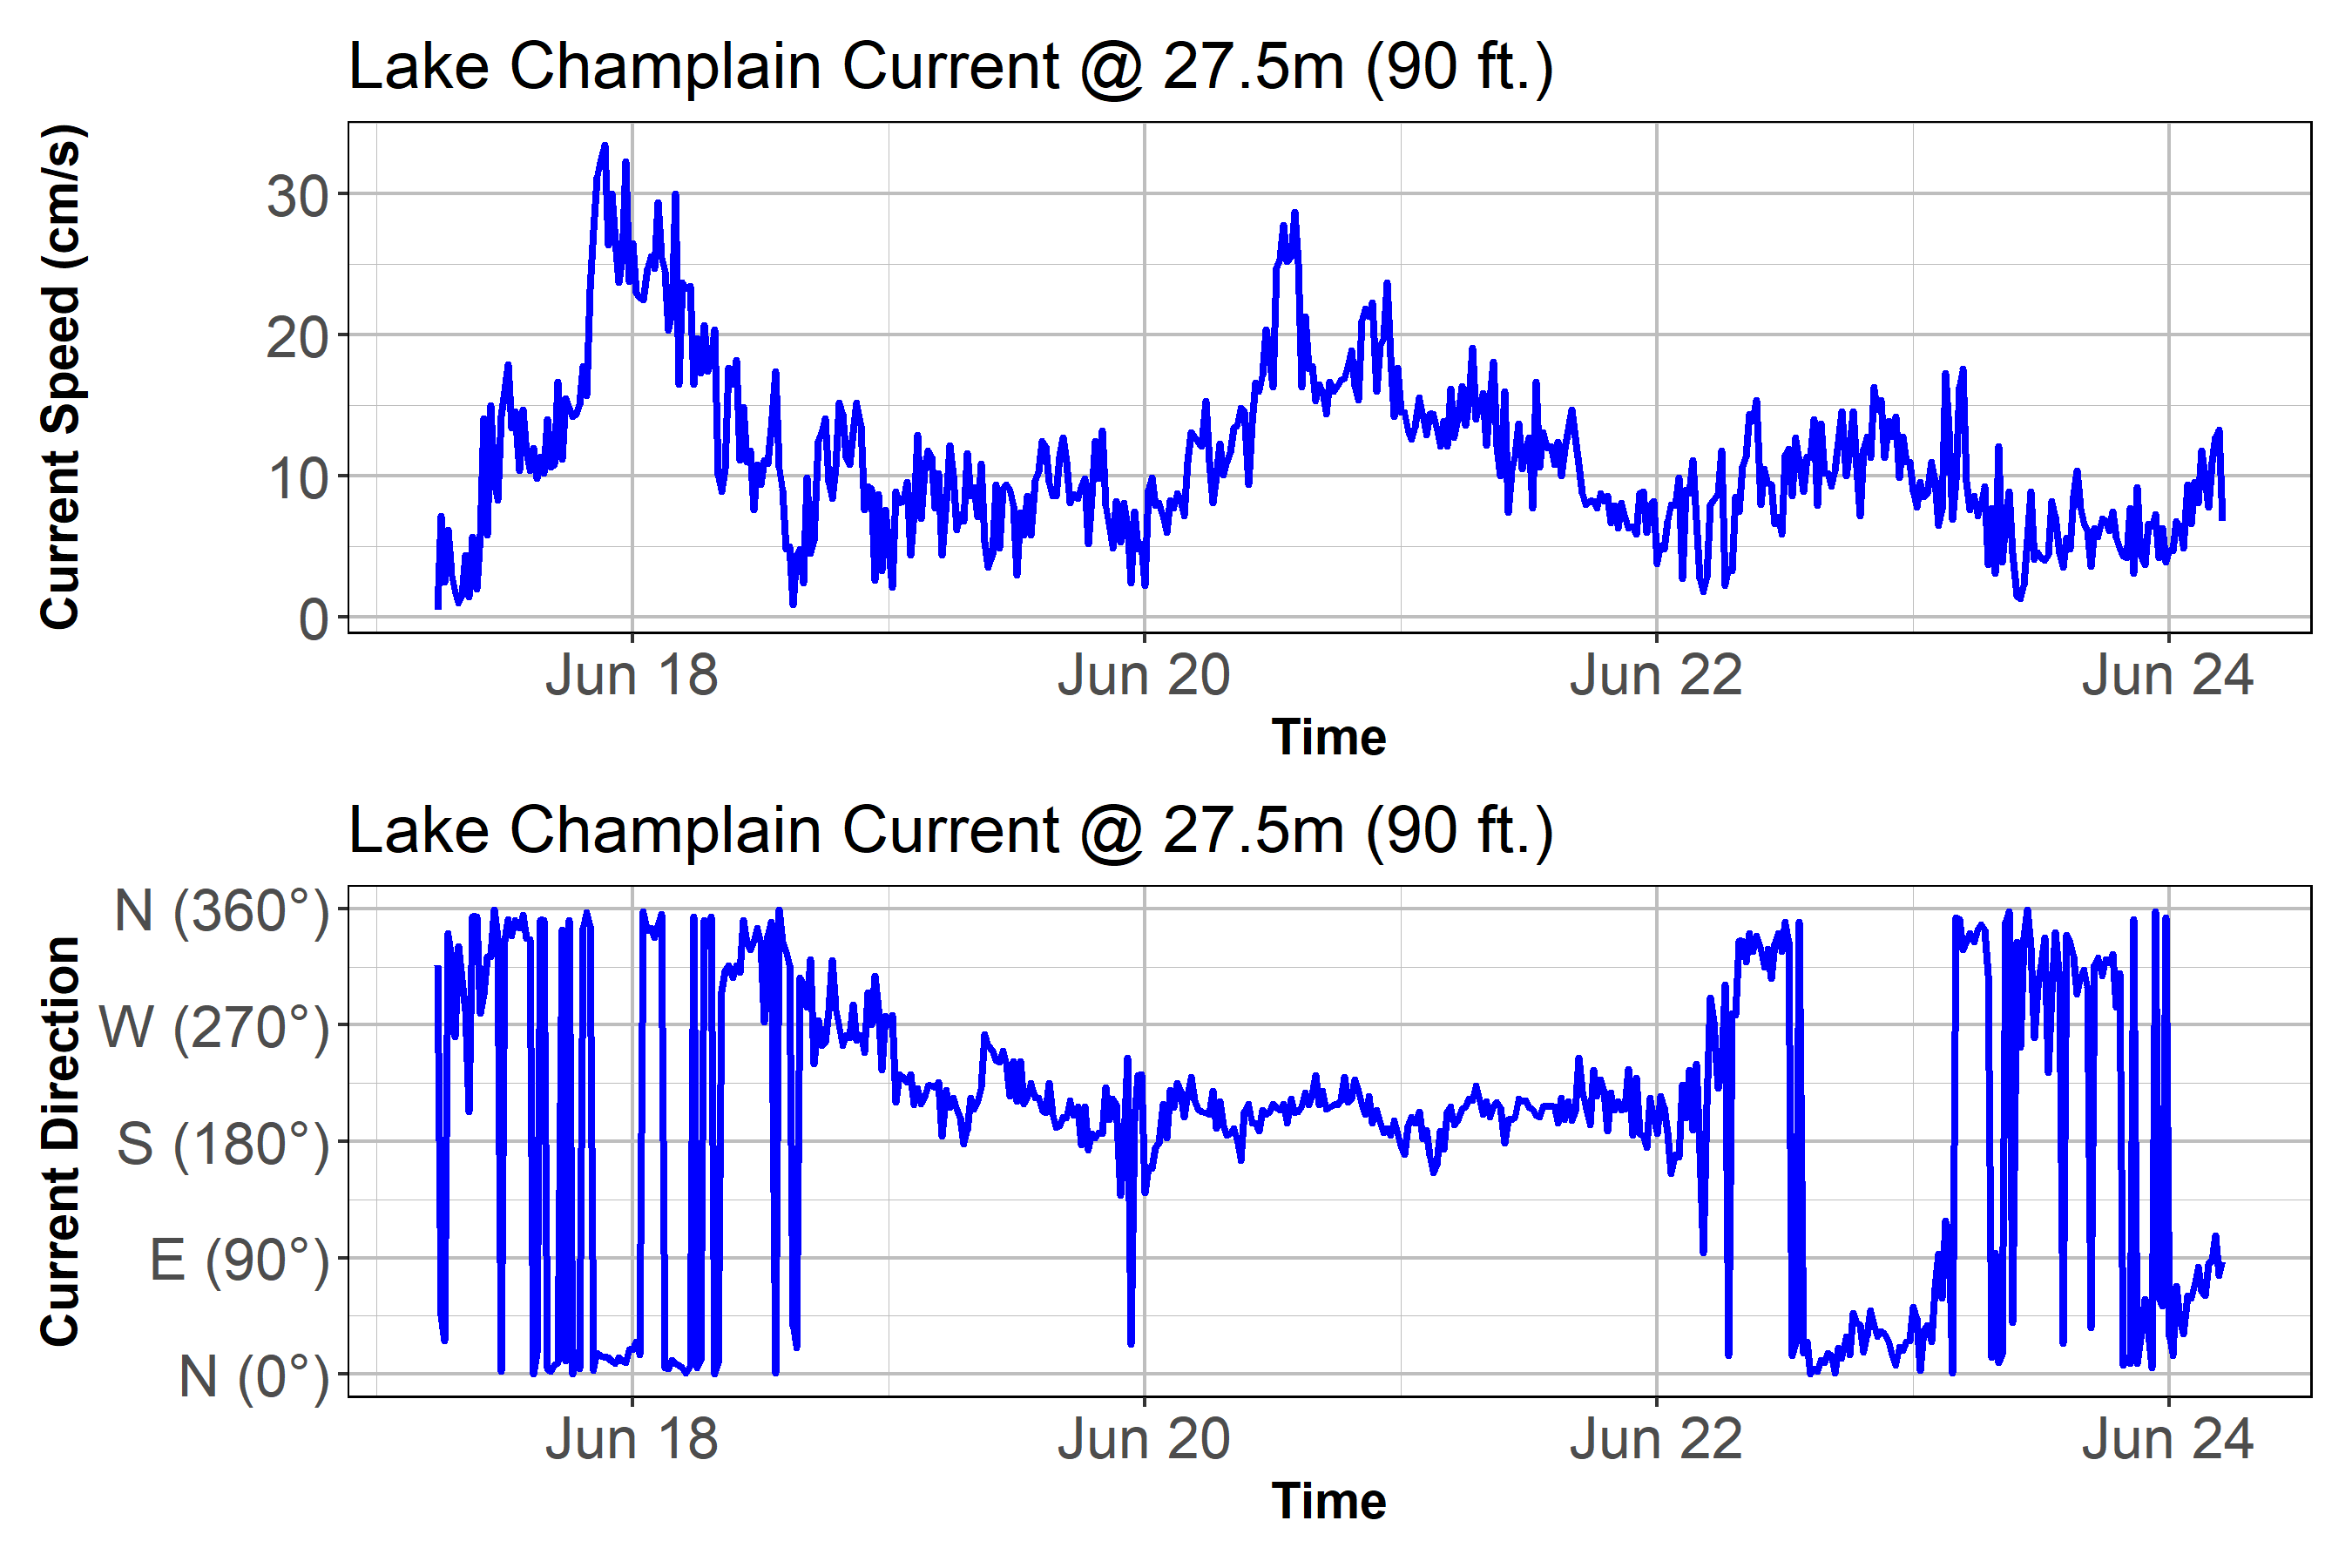 Lake Champlain Current @ 27.5m (90 ft.)
Current Speed (cm/s)
30
20
10
0
Jun 18 Jun 20 Jun 22 Jun 24
Time
Lake Champlain Current @ 27.5m (90 ft.)
Current Direction
N (360°)
W (270°)
S (180°)
E (90°)
N (0°)
Jun 18 Jun 20 Jun 22 Jun 24
Time